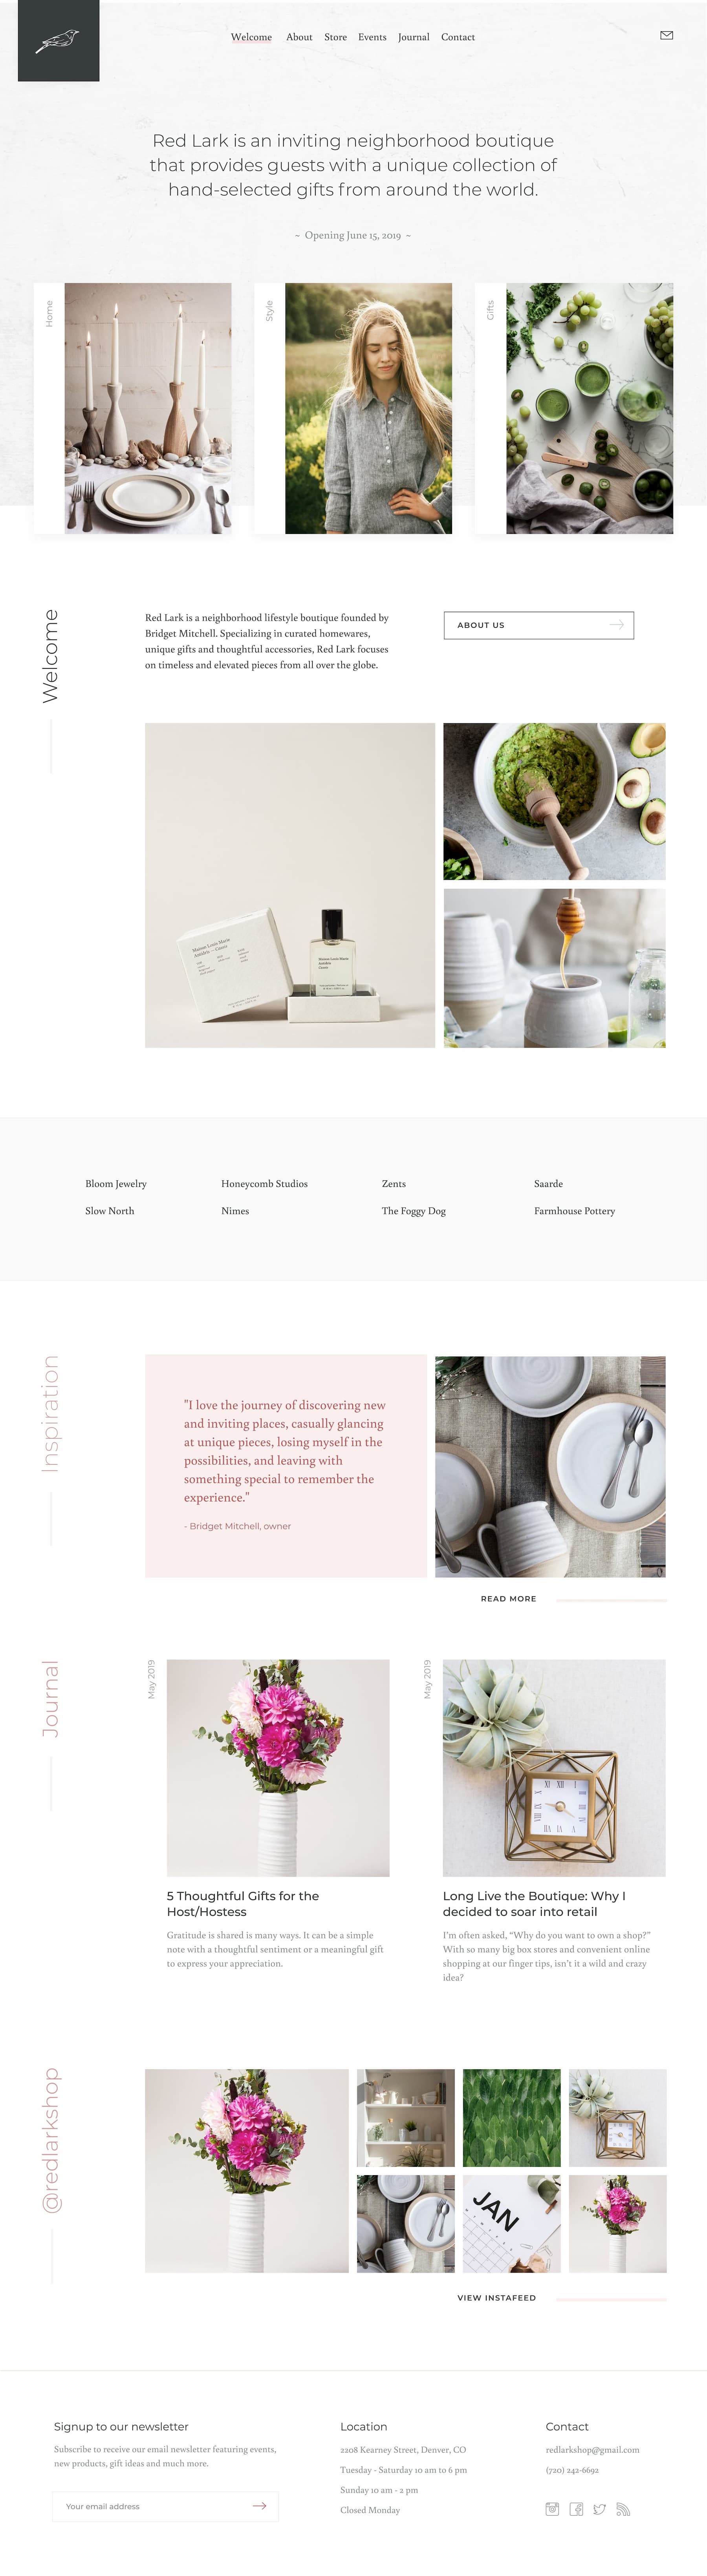 Welcome About Store Events Journal Contact
Red Lark is an inviting neighborhood boutique
that provides guests with a unique collection of
hand-selected gifts from around the world.
~ Opening June 15, 2019 ~
Home
Style
Gifts
Welcome
Red Lark is a neighborhood lifestyle boutique founded by
Bridget Mitchell. Specializing in curated homewares,
unique gifts and thoughtful accessories, Red Lark focuses
on timeless and elevated pieces from all over the globe.
ABOUT US
Maison Louis Marie
Antidris - Cassis
Maison Louis Marie
Antidris
Cassis
Bloom Jewelry
Honeycomb Studios
Zents
Saarde
Slow North
Nimes
The Foggy Dog
Farmhouse Pottery
Inspiration
"I love the journey of discovering new
and inviting places, casually glancing
at unique pieces, losing myself in the
possibilities, and leaving with
something special to remember the
experience."
- Bridget Mitchell, owner
READ MORE
Journal
May 2019
5 Thoughtful Gifts for the
Host/Hostess
Gratitude is shared is many ways. It can be a simple
note with a thoughtful sentiment or a meaningful gift
to express your appreciation.
May 2019
Long Live the Boutique: Why I
decided to soar into retail
I'm often asked, “Why do you want to own a shop?”
With so many big box stores and convenient online
shopping at our finger tips, isn't it a wild and crazy
idea?
@redlarkshop
JAN
VIEW INSTAFEED
Signup to our newsletter
Subscribe to receive our email newsletter featuring events,
new products, gift ideas and much more.
Your email address
Location
2208 Kearney Street, Denver, CO
Tuesday - Saturday 10 am to 6 pm
Sunday 10 am - 2 pm
Closed Monday
Contact
redlarkshop@gmail.com
(720) 242-6692